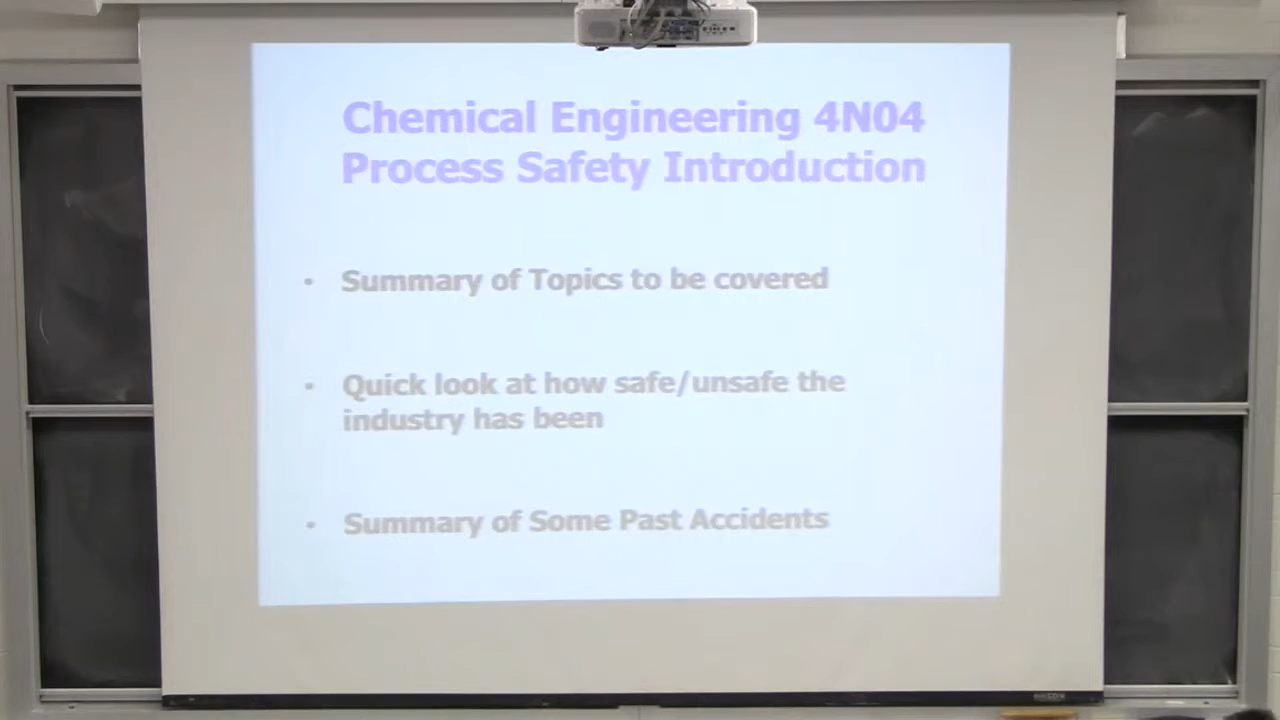 Chemical Engineering 4N04
Process Safety Introduction
• Summary of Topics to be covered
• Quick look at how safe/unsafe the
industry has been
• Summary of Some Past Accidents